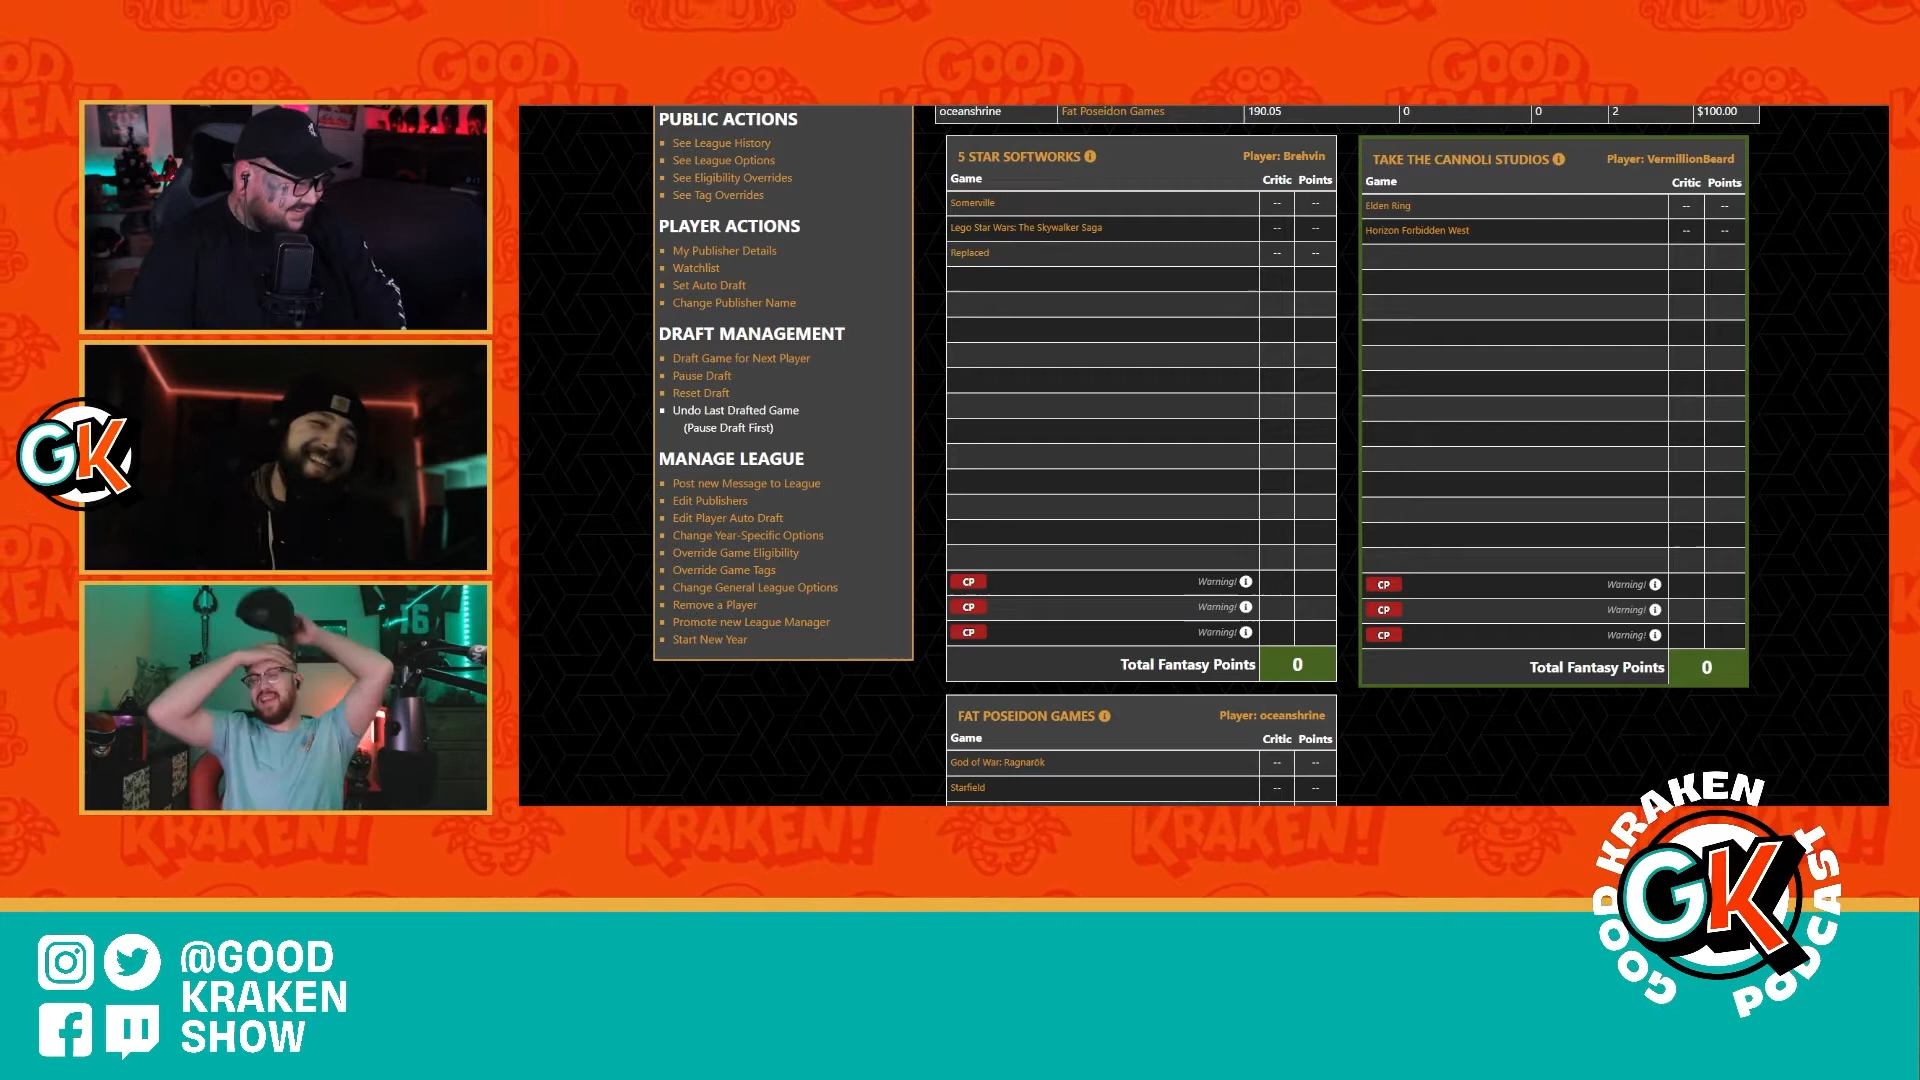 oceanshrine Fat Poseidon Games 190.05 0 0 2 $100.00
PUBLIC ACTIONS
See League History
See League Options
See Eligibility Overrides
See Tag Overrides
PLAYER ACTIONS
My Publisher Details
Watchlist
Set Auto Draft
Change Publisher Name
DRAFT MANAGEMENT
Draft Game for Next Player
Pause Draft
Reset Draft
Undo Last Drafted Game
(Pause Draft First)
MANAGE LEAGUE
Post new Message to League
Edit Publishers
Edit Player Auto Draft
Change Year-Specific Options
Override Game Eligibility
Override Game Tags
Change General League Options
Remove a Player
Promote new League Manager
Start New Year
5 STAR SOFTWORKS Player: Brehvin
Game Critic Points
Somerville -- --
Lego Star Wars: The Skywalker Saga -- --
Replaced -- --
CP Warning!
CP Warning!
CP Warning!
Total Fantasy Points 0
TAKE THE CANNOLI STUDIOS Player: VermillionBeard
Game Critic Points
Elden Ring -- --
Horizon Forbidden West -- --
CP Warning!
CP Warning!
CP Warning!
Total Fantasy Points 0
FAT POSEIDON GAMES Player: oceanshrine
Game Critic Points
God of War: Ragnarök -- --
Starfield -- --
GK
16
GOOD KRAKEN
GK
GOOD PODCAST
@GOOD
KRAKEN
SHOW
GOOD
GOOD
GOOD
KRAKEN!
KRAKEN!
KRAKEN!